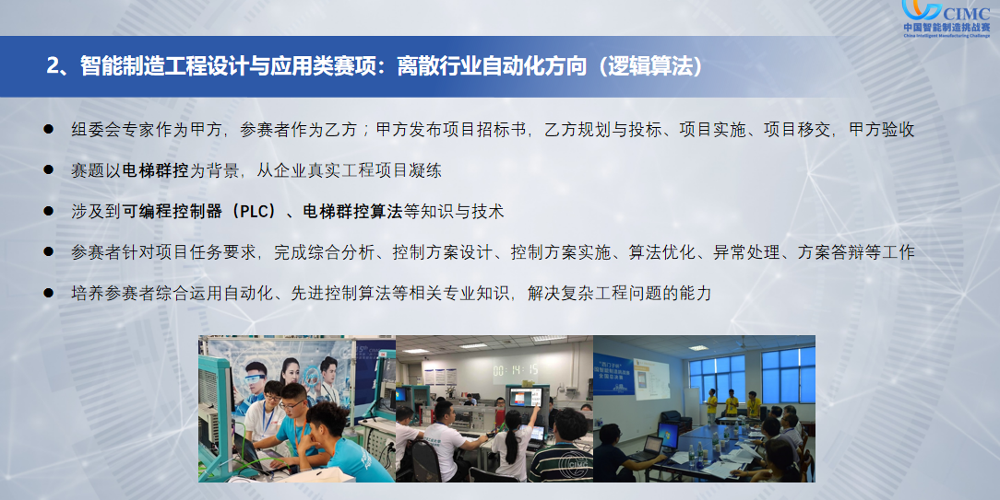 CIMC
中国智能制造挑战赛
China Intelligent Manufacturing Challenge
2、智能制造工程设计与应用类赛项：离散行业自动化方向（逻辑算法）
● 组委会专家作为甲方，参赛者作为乙方；甲方发布项目招标书，乙方规划与投标、项目实施、项目移交，甲方验收
● 赛题以电梯群控为背景，从企业真实工程项目凝练
● 涉及到可编程控制器（PLC）、电梯群控算法等知识与技术
● 参赛者针对项目任务要求，完成综合分析、控制方案设计、控制方案实施、算法优化、异常处理、方案答辩等工作
● 培养参赛者综合运用自动化、先进控制算法等相关专业知识，解决复杂工程问题的能力
00:14:15
CIMC